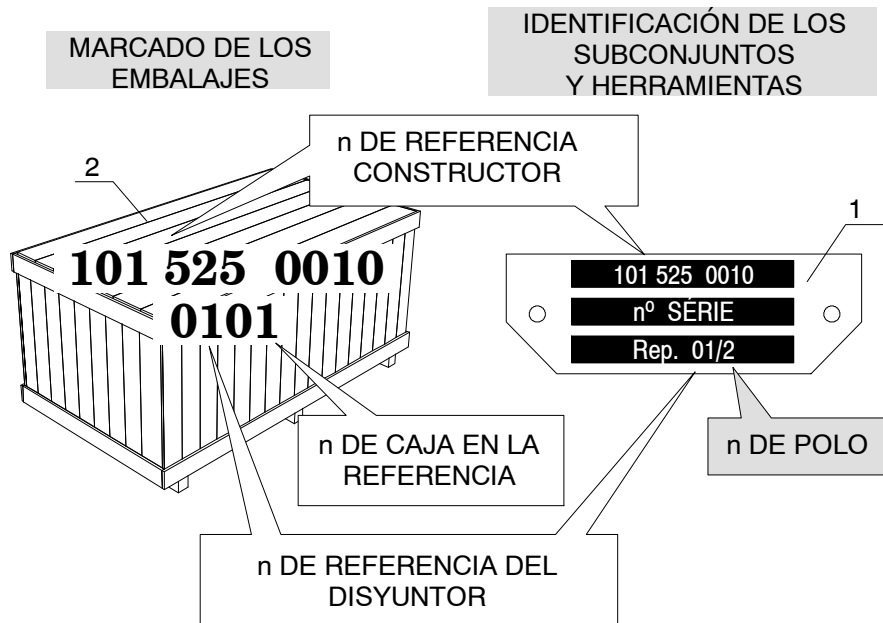 MARCADO DE LOS
EMBALAJES
IDENTIFICACIÓN DE LOS
SUBCONJUNTOS
Y HERRAMIENTAS
n DE REFERENCIA
CONSTRUCTOR
2
1
101 525 0010
0101
101 525 0010
nº SÉRIE
Rep. 01/2
n DE CAJA EN LA
REFERENCIA
n DE POLO
n DE REFERENCIA DEL
DISYUNTOR